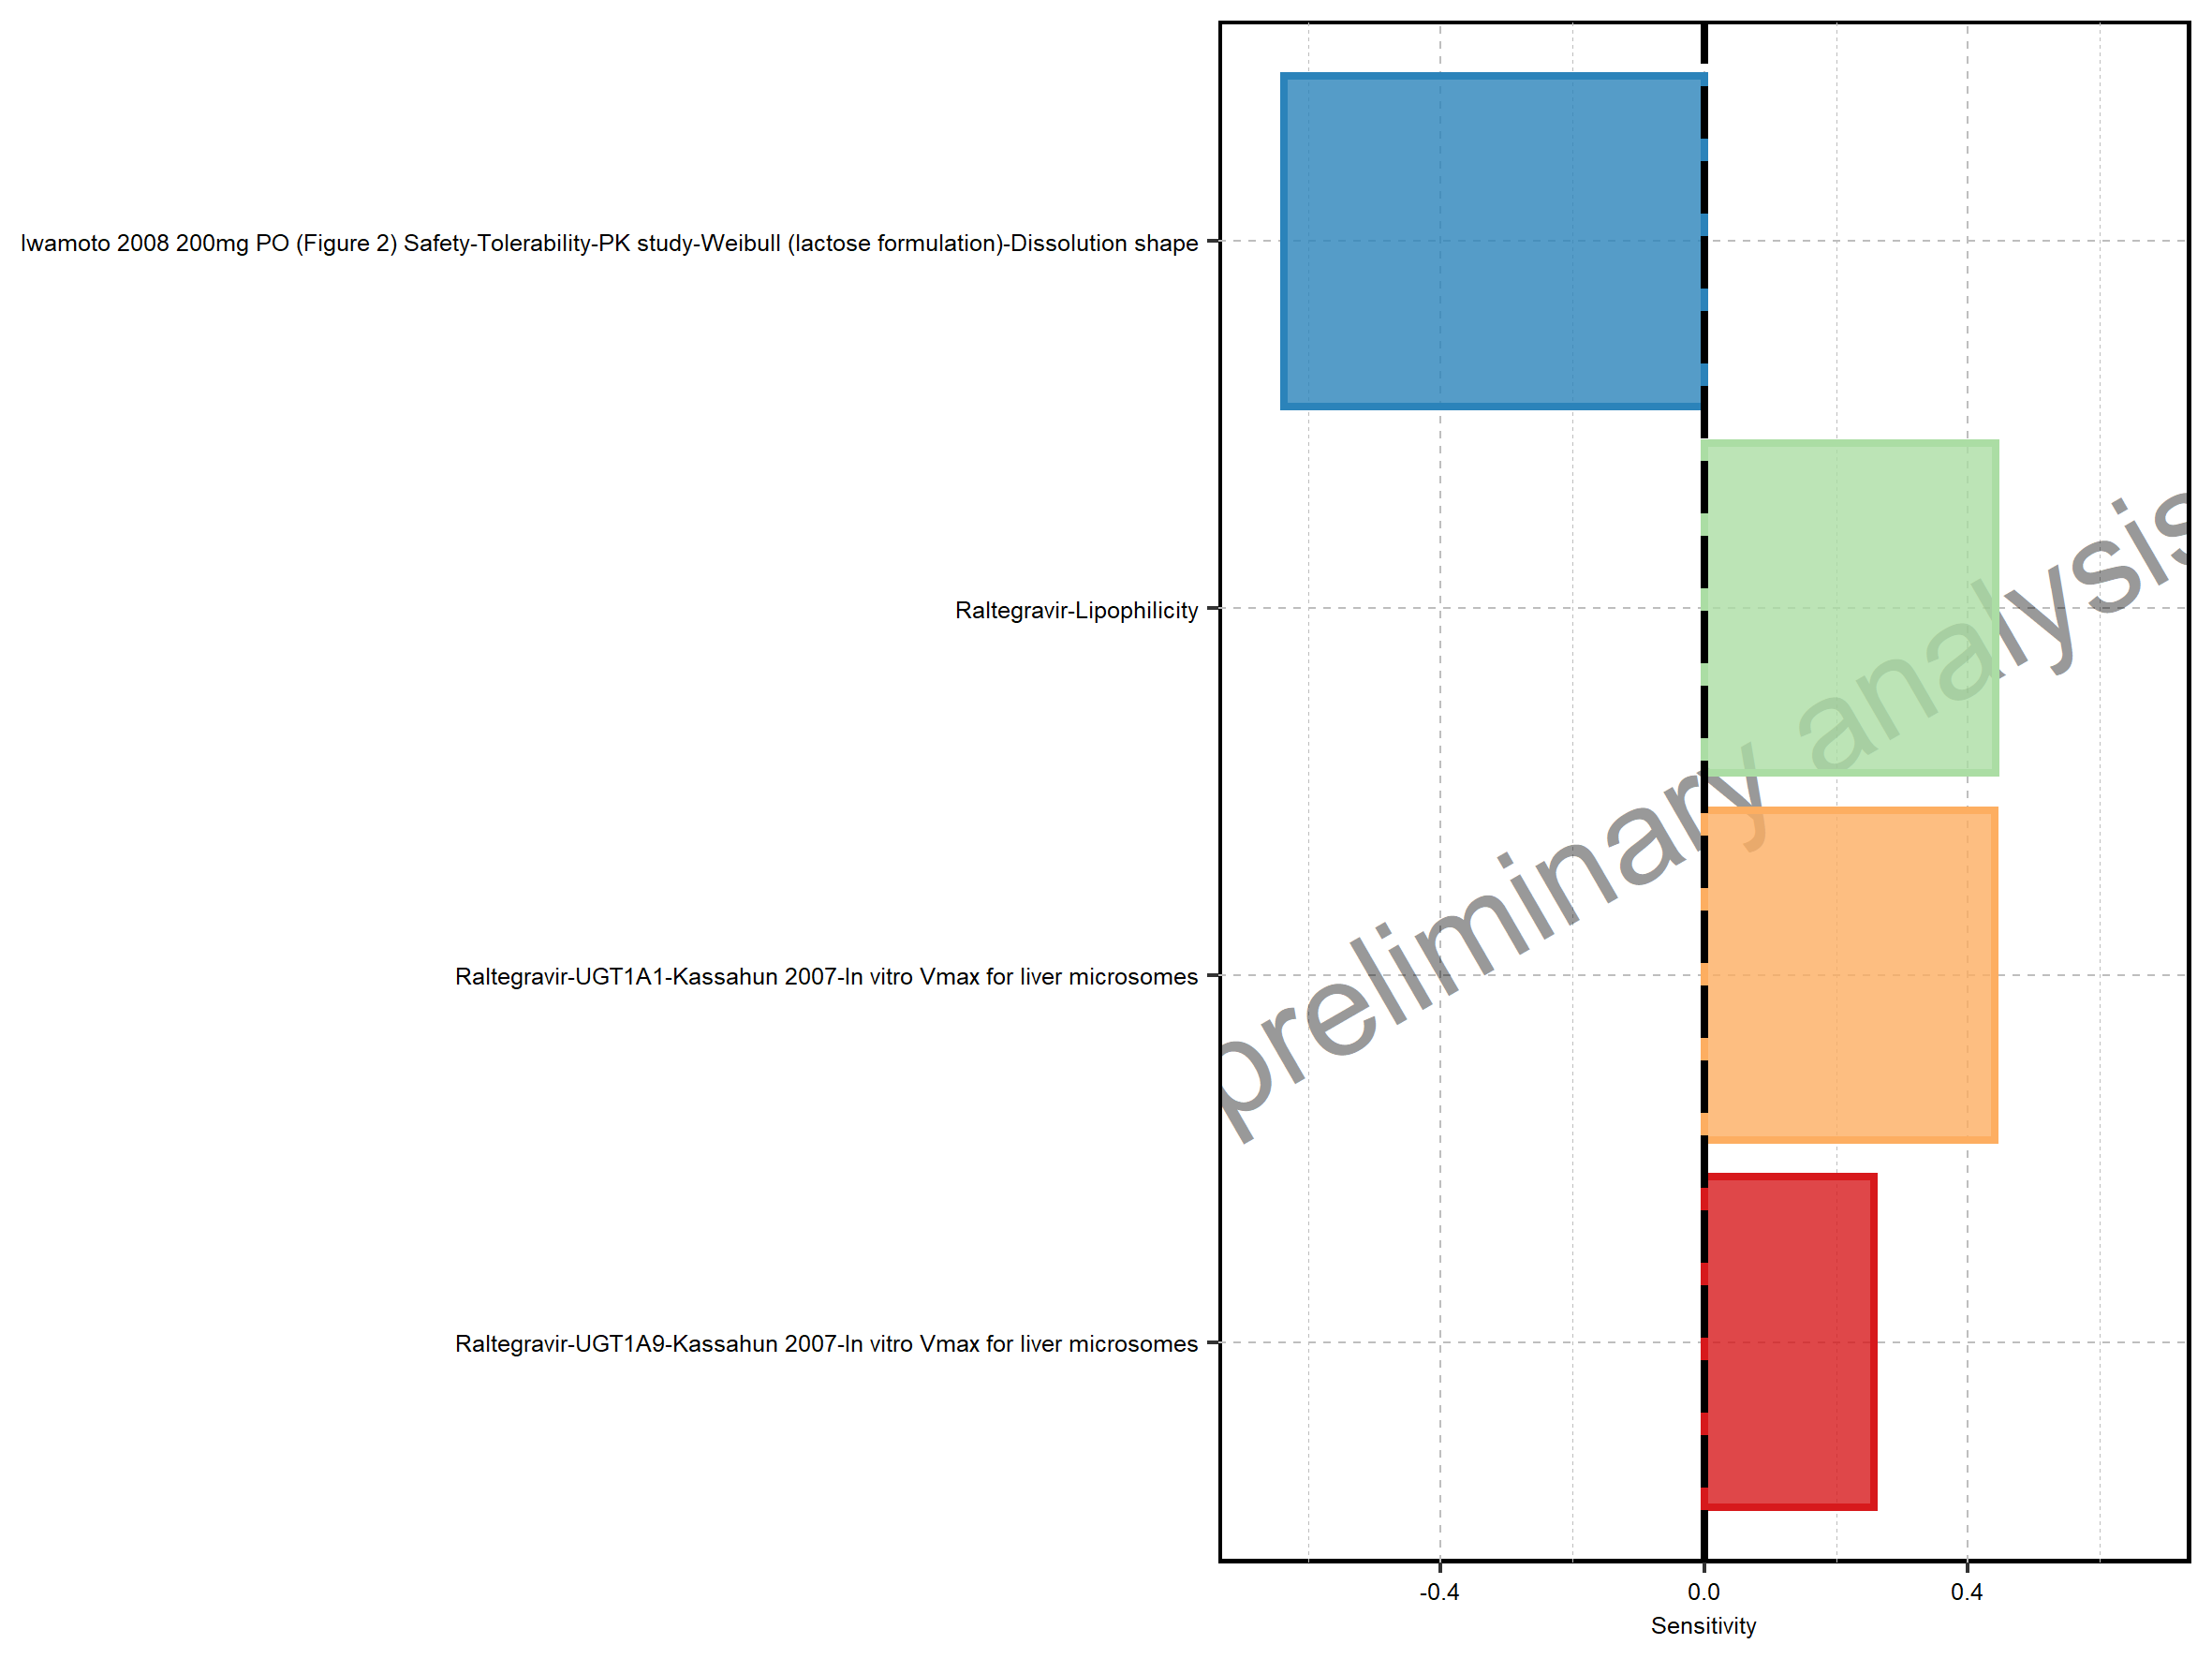 Iwamoto 2008 200mg PO (Figure 2) Safety-Tolerability-PK study-Weibull (lactose formulation)-Dissolution shape
Raltegravir-Lipophilicity
Raltegravir-UGT1A1-Kassahun 2007-In vitro Vmax for liver microsomes
Raltegravir-UGT1A9-Kassahun 2007-In vitro Vmax for liver microsomes
preliminary analysis
-0.4 0.0 0.4
Sensitivity